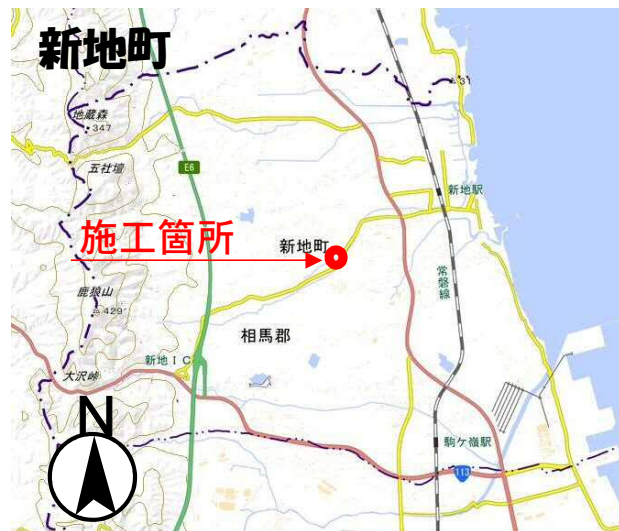 新地町
地蔵森
347
五社壇
E6
31
新地駅
施工箇所
新地町
鹿狼山
429
常磐線
相馬郡
新地IC
大沢峠
N
駒ケ嶺駅
113